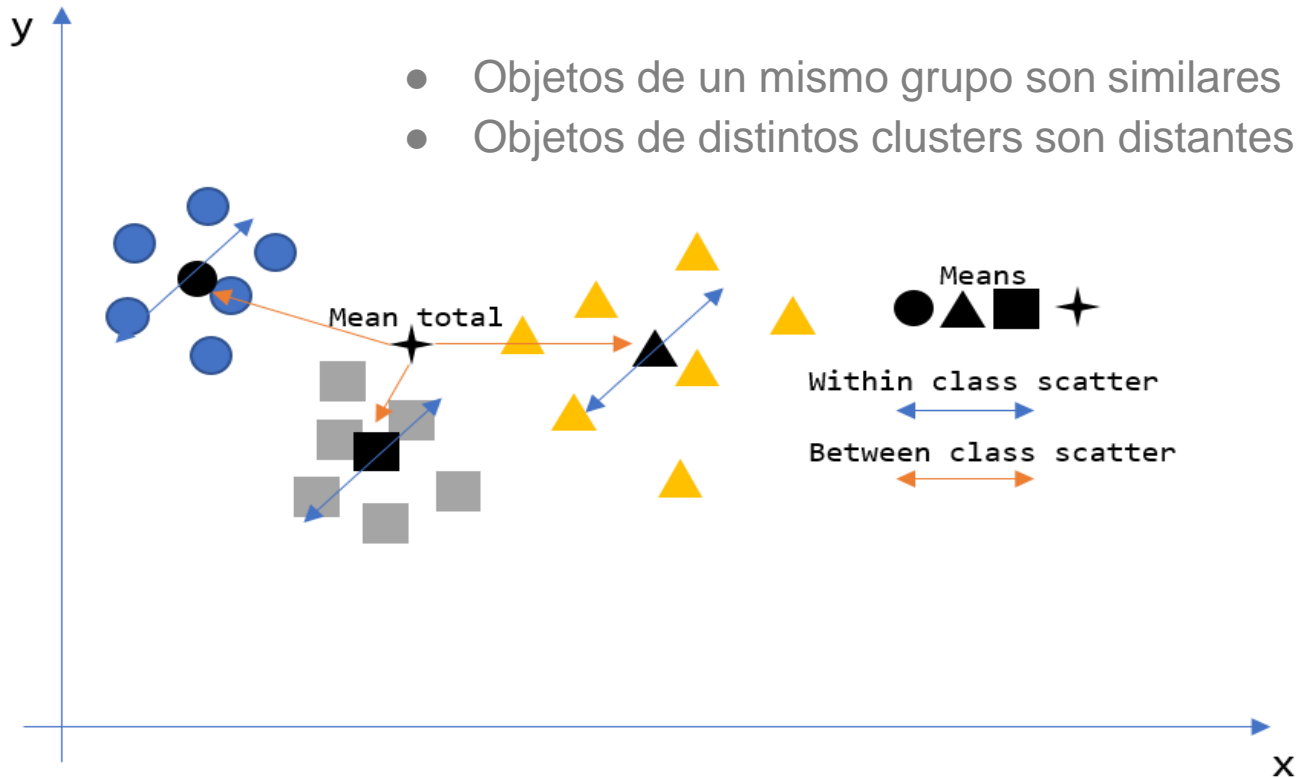 y
● Objetos de un mismo grupo son similares
● Objetos de distintos clusters son distantes
Means
Mean total
Within class scatter
Between class scatter
x